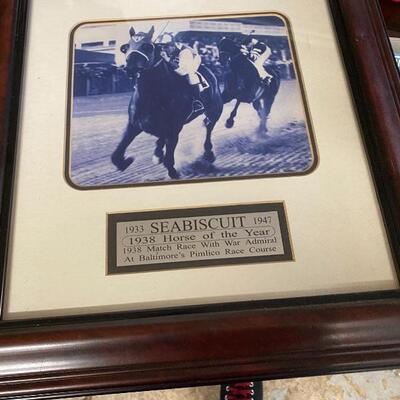 1933 SEABISCUIT 1947
1938 Horse of the Year
1938 Match Race With War Admiral
At Baltimore's Pimlico Race Course